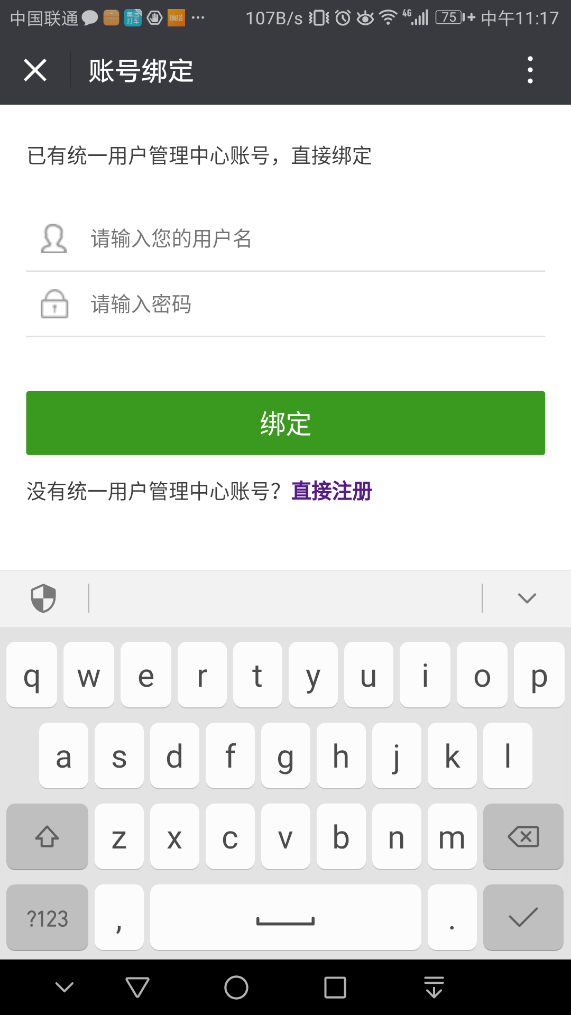 中国联通 107B/s 4G 75 中午11:17
账号绑定
已有统一用户管理中心账号，直接绑定
请输入您的用户名
请输入密码
绑定
没有统一用户管理中心账号？直接注册
q w e r t y u i o p
a s d f g h j k l
z x c v b n m
?123 , .